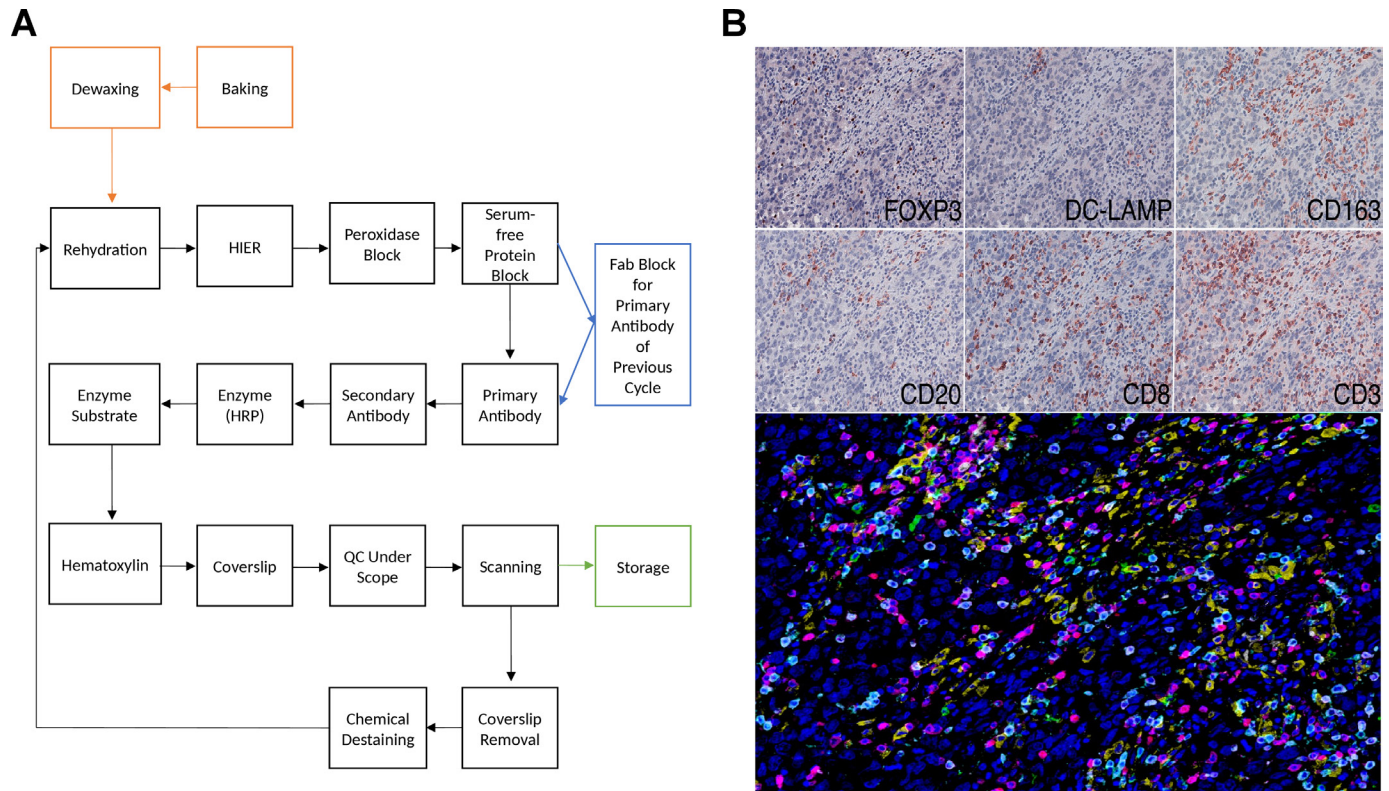 A
B
Dewaxing
Baking
Rehydration
HIER
Peroxidase
Block
Serum-
free
Protein
Block
Fab Block
for
Primary
Antibody
of
Previous
Cycle
Enzyme
Substrate
Enzyme
(HRP)
Secondary
Antibody
Primary
Antibody
Hematoxylin
Coverslip
QC Under
Scope
Scanning
Storage
Chemical
Destaining
Coverslip
Removal
FOXP3
DC-LAMP
CD163
CD20
CD8
CD3